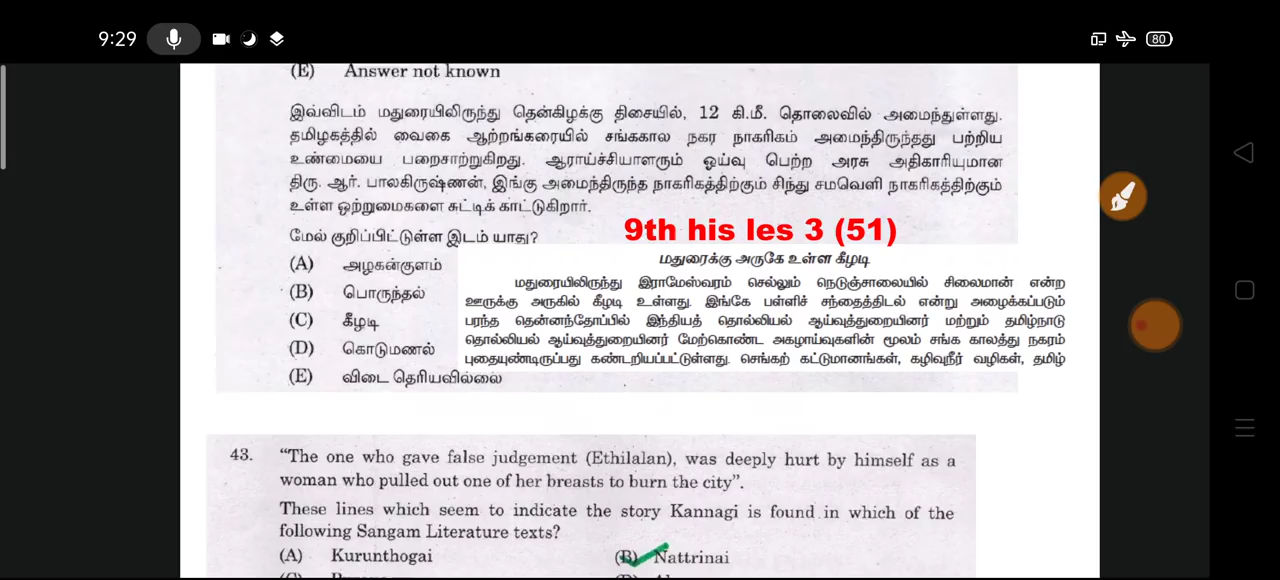 9:29
80
(E) Answer not known
இவ்விடம் மதுரையிலிருந்து தென்கிழக்கு திசையில், 12 கி.மீ. தொலைவில் அமைந்துள்ளது.
தமிழகத்தில் வைகை ஆற்றங்கரையில் சங்ககால நகர நாகரிகம் அமைந்திருந்தது பற்றிய
உண்மையை பறைசாற்றுகிறது. ஆராய்ச்சியாளரும் ஓய்வு பெற்ற அரசு அதிகாரியுமான
திரு. ஆர். பாலகிருஷ்ணன், இங்கு அமைந்திருந்த நாகரிகத்திற்கும் சிந்து சமவெளி நாகரிகத்திற்கும்
உள்ள ஒற்றுமைகளை சுட்டிக் காட்டுகிறார்.
9th his les 3 (51)
மேல் குறிப்பிட்டுள்ள இடம் யாது?
(A) அழகன்குளம்
(B) பொருந்தல்
(C) கீழடி
(D) கொடுமணல்
(E) விடை தெரியவில்லை
மதுரைக்கு அருகே உள்ள கீழடி
மதுரையிலிருந்து இராமேஸ்வரம் செல்லும் நெடுஞ்சாலையில் சிலைமான் என்ற
ஊருக்கு அருகில் கீழடி உள்ளது. இங்கே பள்ளிச் சந்தைத்திடல் என்று அழைக்கப்படும்
பரந்த தென்னந்தோப்பில் இந்தியத் தொல்லியல் ஆய்வுத்துறையினர் மற்றும் தமிழ்நாடு
தொல்லியல் ஆய்வுத்துறையினர் மேற்கொண்ட அகழாய்வுகளின் மூலம் சங்க காலத்து நகரம்
புதையுண்டிருப்பது கண்டறியப்பட்டுள்ளது. செங்கற் கட்டுமானங்கள், கழிவுநீர் வழிகள், தமிழ்
43. “The one who gave false judgement (Ethilalan), was deeply hurt by himself as a
woman who pulled out one of her breasts to burn the city”.
These lines which seem to indicate the story Kannagi is found in which of the
following Sangam Literature texts?
(A) Kurunthogai (B) Nattrinai